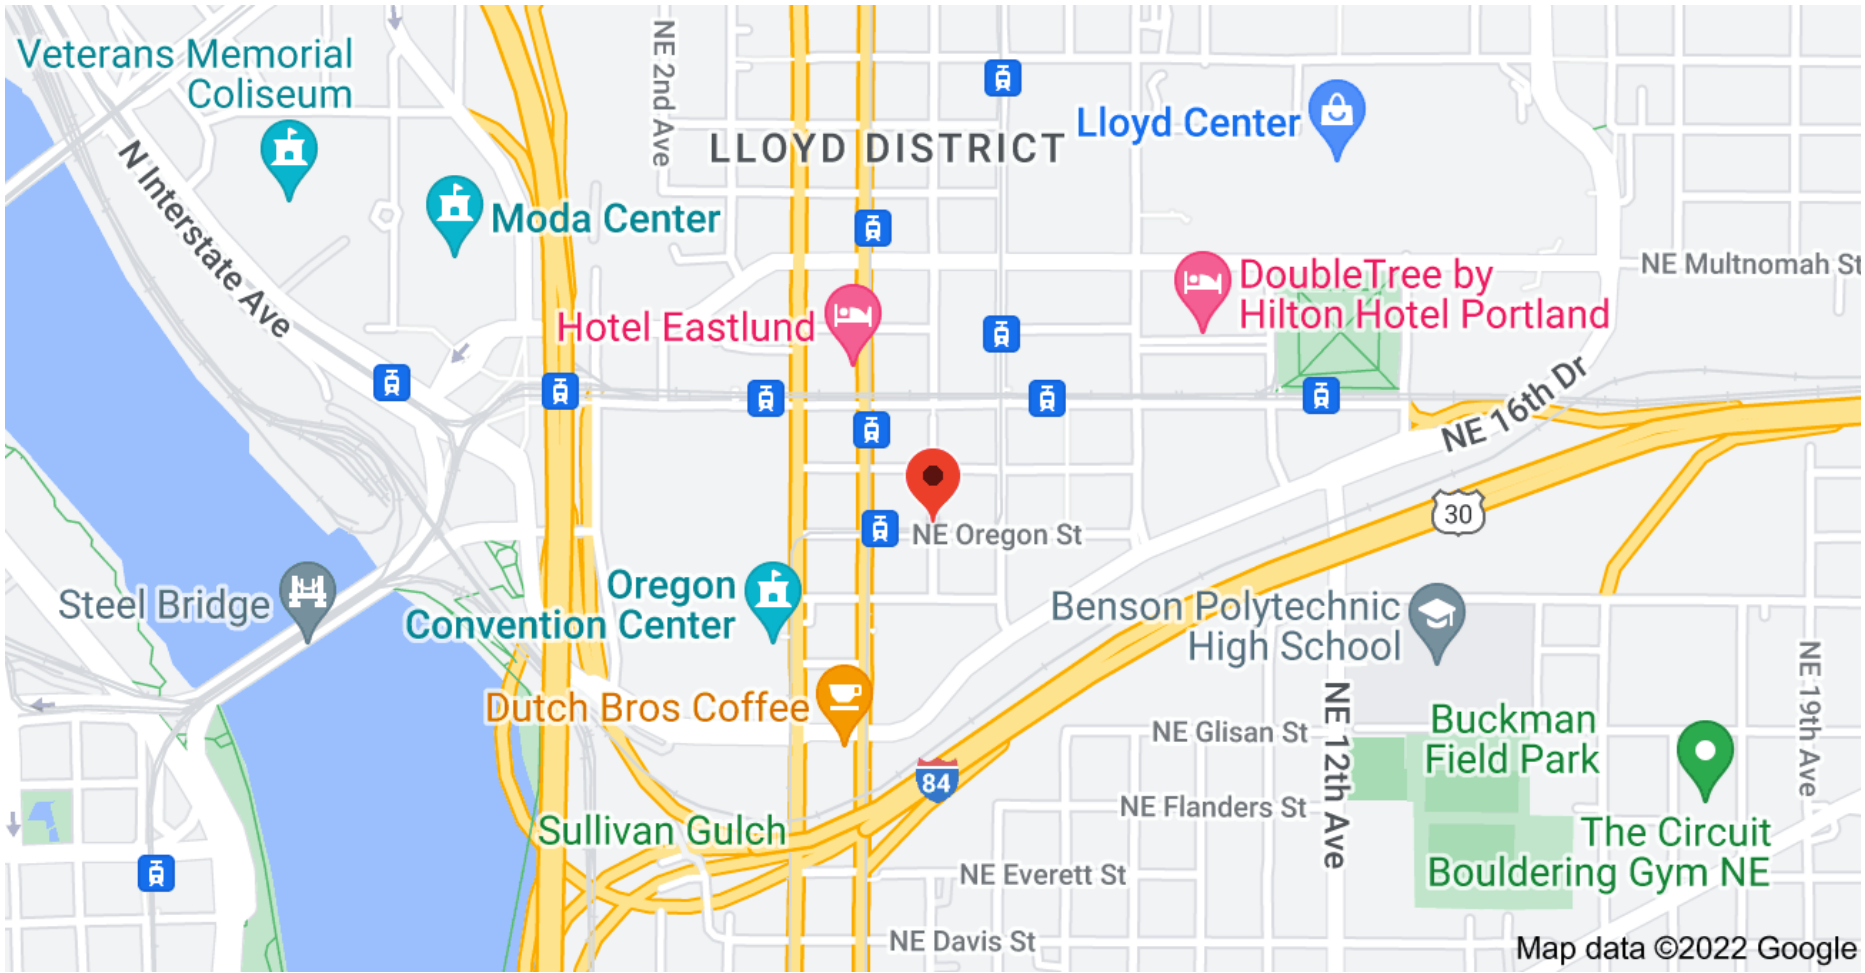 Veterans Memorial
Coliseum
NE 2nd Ave
LLOYD DISTRICT
Lloyd Center
N Interstate Ave
Moda Center
NE Multnomah St
DoubleTree by
Hilton Hotel Portland
Hotel Eastlund
NE 16th Dr
30
NE Oregon St
Oregon
Convention Center
Steel Bridge
Benson Polytechnic
High School
NE 19th Ave
Dutch Bros Coffee
NE 12th Ave
NE Glisan St
Buckman
Field Park
84
NE Flanders St
Sullivan Gulch
The Circuit
Bouldering Gym NE
NE Everett St
NE Davis St
Map data ©2022 Google